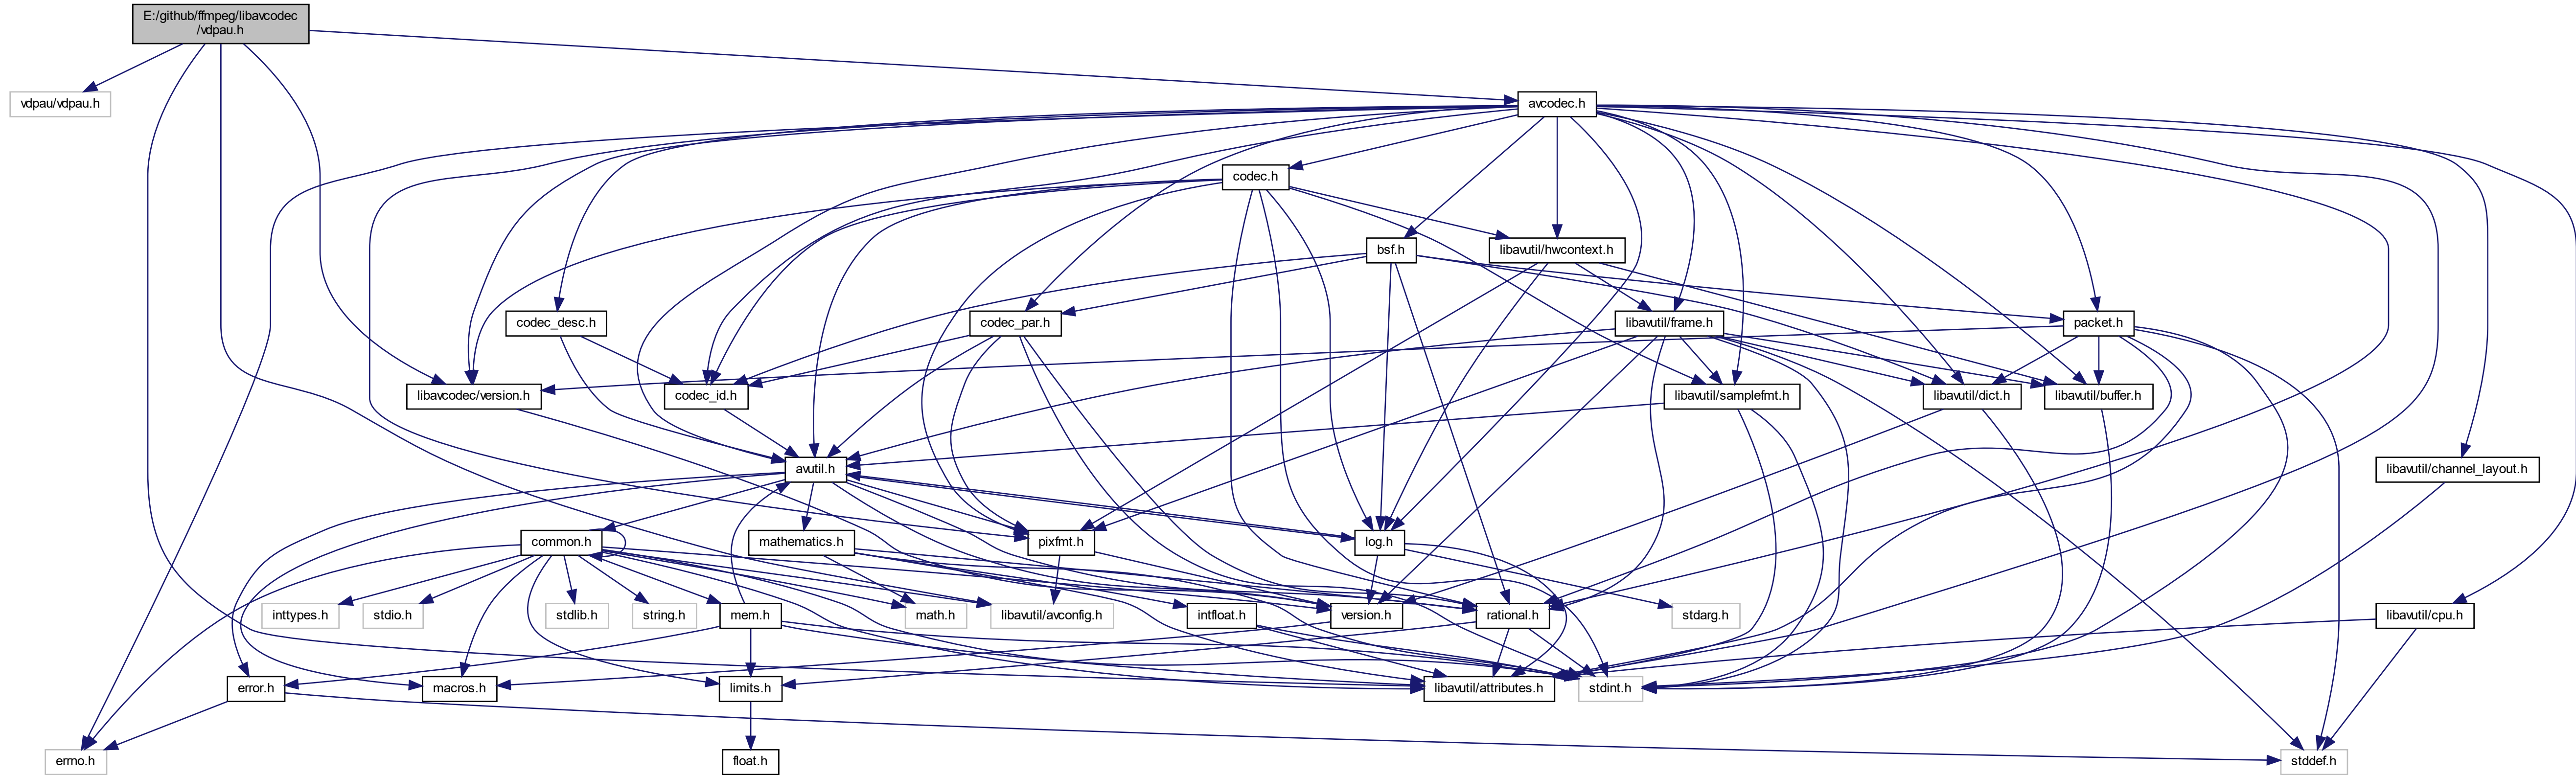 E:/github/ffmpeg/libavcodec
/vdpau.h
vdpau/vdpau.h
avcodec.h
codec.h
bsf.h
libavutil/hwcontext.h
codec_desc.h
codec_par.h
libavutil/frame.h
packet.h
libavcodec/version.h
codec_id.h
libavutil/samplefmt.h
libavutil/dict.h
libavutil/buffer.h
avutil.h
libavutil/channel_layout.h
common.h
mathematics.h
pixfmt.h
log.h
inttypes.h
stdio.h
stdlib.h
string.h
mem.h
math.h
libavutil/avconfig.h
intfloat.h
version.h
rational.h
stdarg.h
libavutil/cpu.h
error.h
macros.h
limits.h
libavutil/attributes.h
stdint.h
errno.h
float.h
stddef.h